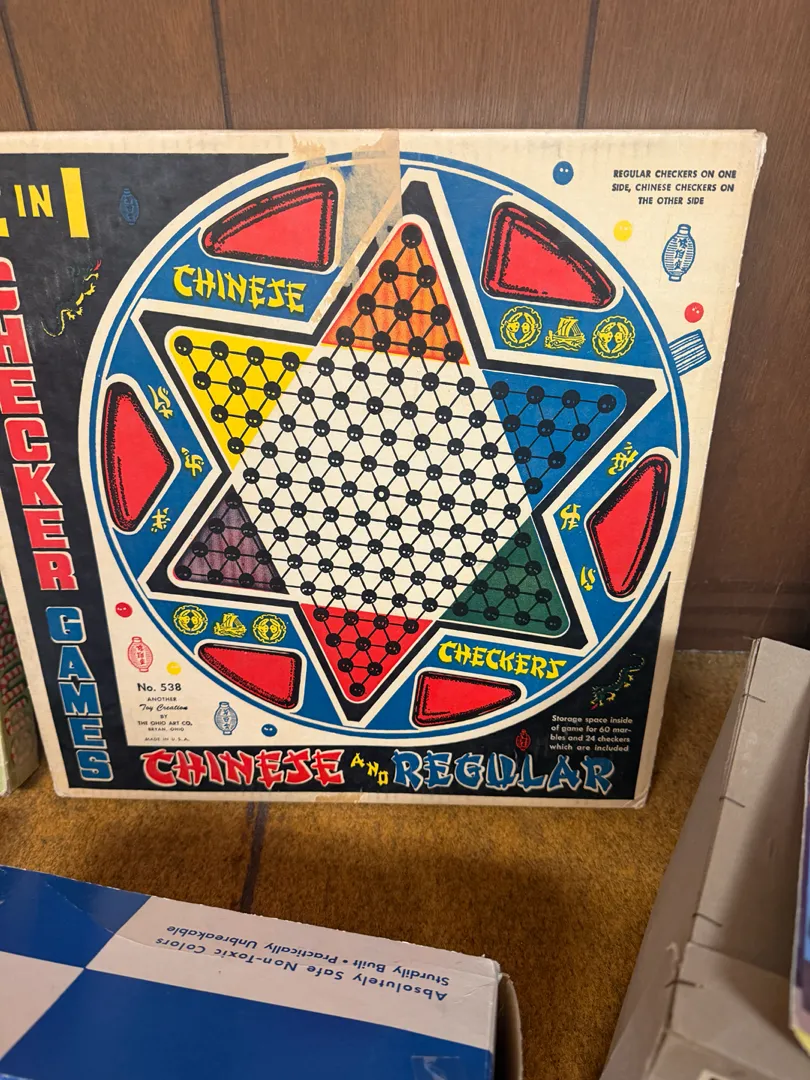 IN 1
CHECKER
GAMES
REGULAR CHECKERS ON ONE
SIDE, CHINESE CHECKERS ON
THE OTHER SIDE
CHINESE
CHECKERS
No. 538
ANOTHER
Toy Creation
BY
THE OHIO ART CO.
BRYAN, OHIO
MADE IN U.S.A.
Storage space inside
of game for 60 mar-
bles and 24 checkers
which are included
CHINESE AND REGULAR
Absolutely Safe Non-Toxic Colors
Sturdily Built • Practically Unbreakable